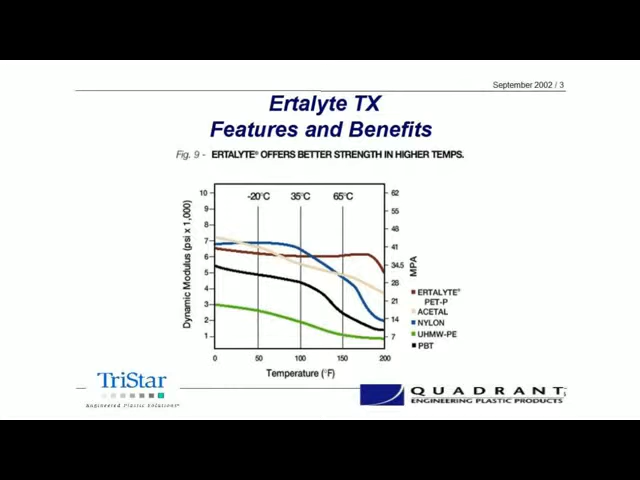 September 2002 / 3
Ertalyte TX
Features and Benefits
Fig. 9 - ERTALYTE® OFFERS BETTER STRENGTH IN HIGHER TEMPS.
-20°C 35°C 65°C
Dynamic Modulus (psi x 1,000)
10
9
8
7
6
5
4
3
2
1
62
55
48
41
34.5
28
21
14
7
MPA
0 50 100 150 200
Temperature (°F)
ERTALYTE®
PET-P
ACETAL
NYLON
UHMW-PE
PBT
TriStar
Engineered Plastic Solutions®
QUADRANT
ENGINEERING PLASTIC PRODUCTS